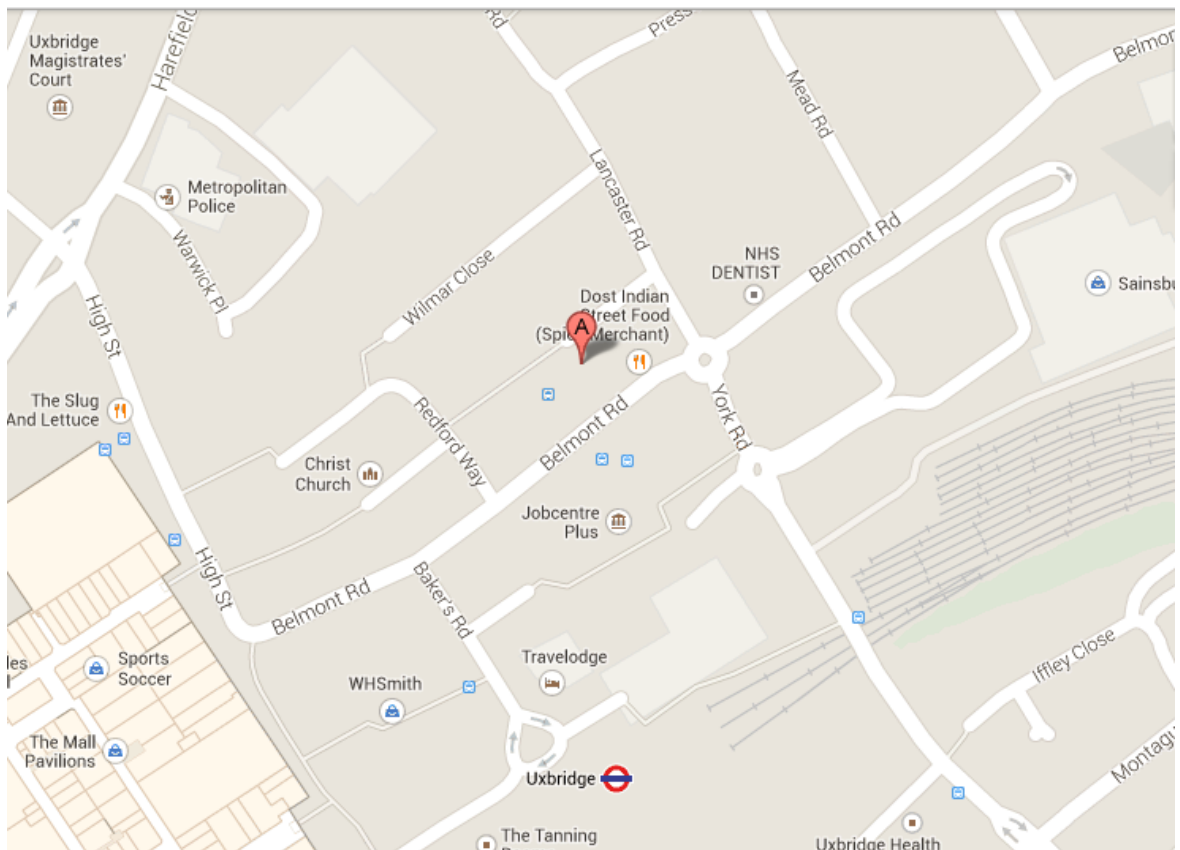 Rd
Press
Belmon
Uxbridge
Magistrates'
Court
Harefield
Mead Rd
Metropolitan
Police
Lancaster Rd
Warwick Pl
Wilmar Close
NHS
DENTIST
Belmont Rd
Sainsbu
High St
Dost Indian
Street Food
(Spice Merchant)
A
The Slug
And Lettuce
Redford Way
Belmont Rd
York Rd
Christ
Church
Jobcentre
Plus
High St
Belmont Rd
Baker's Rd
Sports
Soccer
Travelodge
WHSmith
Iffley Close
The Mall
Pavilions
Uxbridge
Montagu
The Tanning
Uxbridge Health